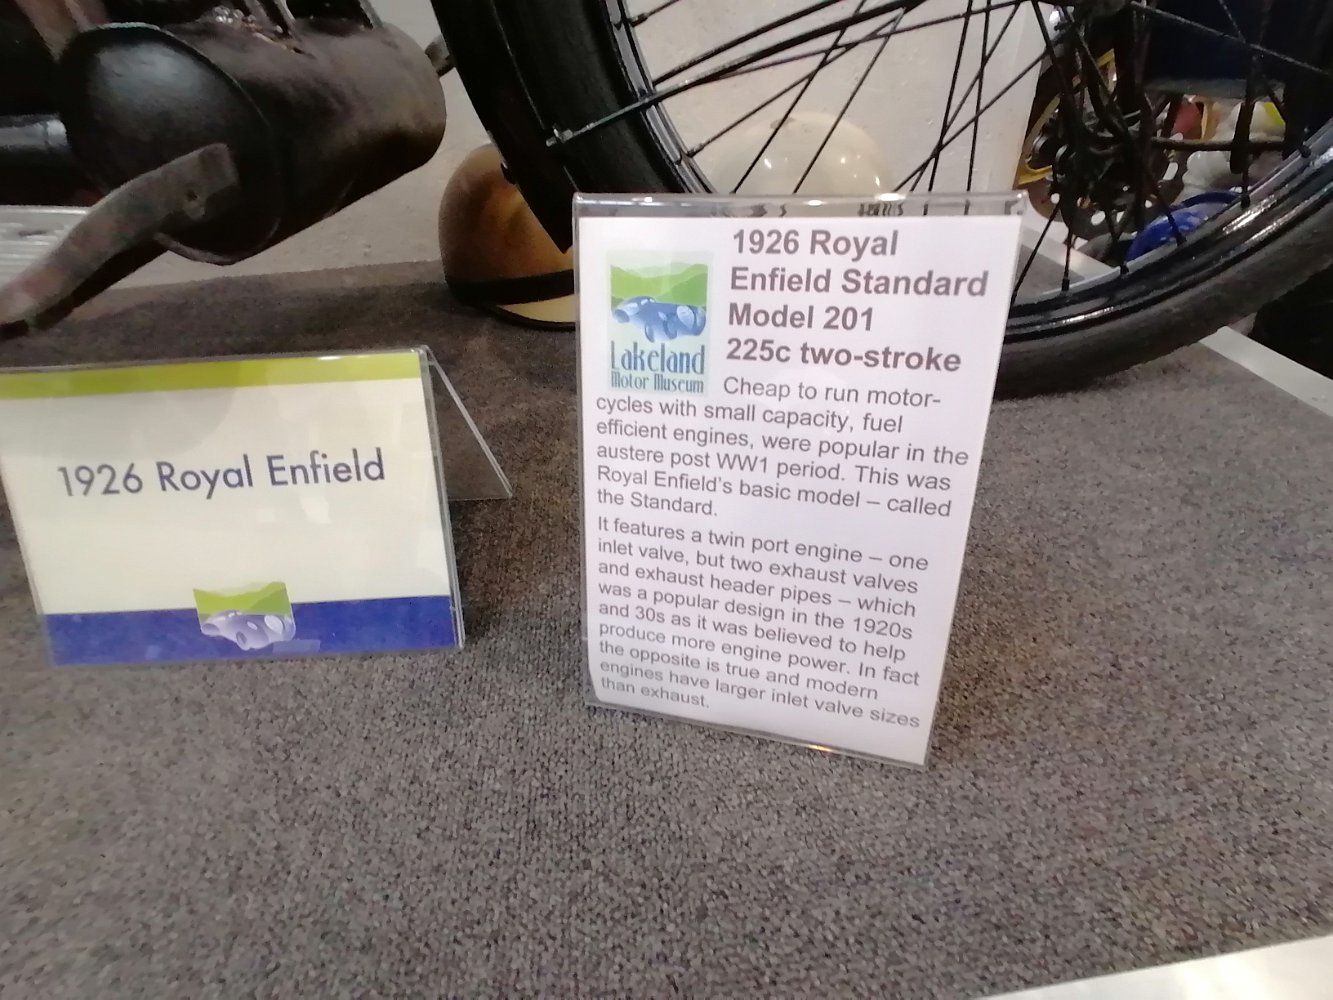 1926 Royal Enfield
1926 Royal
Enfield Standard
Model 201
225c two-stroke
Lakeland
Motor Museum
Cheap to run motor-
cycles with small capacity, fuel
efficient engines, were popular in the
austere post WW1 period. This was
Royal Enfield's basic model – called
the Standard.
It features a twin port engine – one
inlet valve, but two exhaust valves
and exhaust header pipes – which
was a popular design in the 1920s
and 30s as it was believed to help
produce more engine power. In fact
the opposite is true and modern
engines have larger inlet valve sizes
than exhaust.